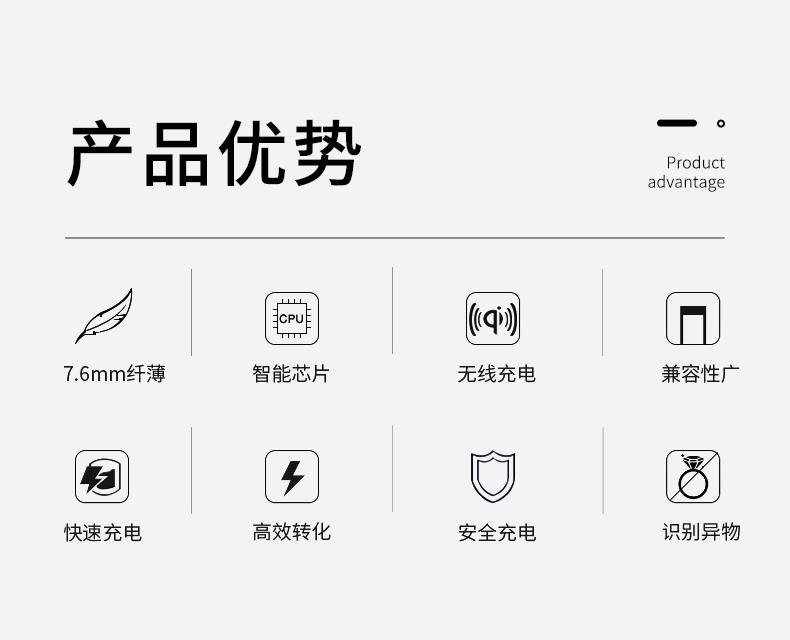 产品优势
Product
advantage
CPU
qi
7.6mm纤薄
智能芯片
无线充电
兼容性广
快速充电
高效转化
安全充电
识别异物